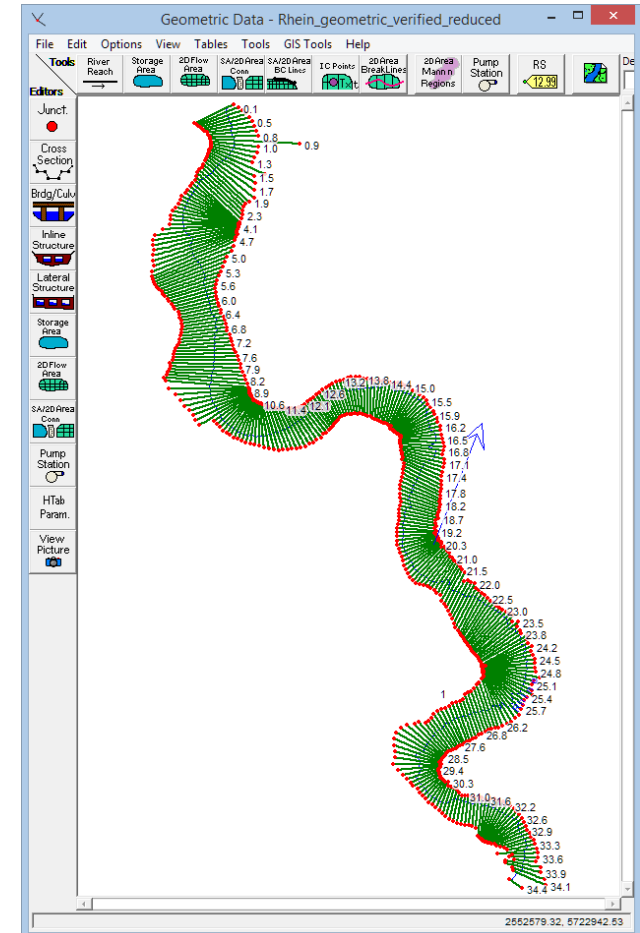 Geometric Data - Rhein_geometric_verified_reduced
File Edit Options View Tables Tools GIS Tools Help
Tools
Editors
River Reach
Storage Area
2D Flow Area
SA/2D Area Conn
SA/2D Area BC Lines
IC Points
2D Area BreakLines
2D Area Mann n Regions
Pump Station
RS
12.99
De
Junct.
Cross Section
Brdg/Culv
Inline Structure
Lateral Structure
Storage Area
2D Flow Area
SA/2D Area Conn
Pump Station
HTab Param.
View Picture
0.1
0.5
0.8
1.0
0.9
1.3
1.5
1.7
1.9
2.3
4.1
4.7
5.0
5.3
5.6
6.0
6.4
6.8
7.2
7.6
7.9
8.2
8.9
10.6
11.4
12.1
12.6
13.2
13.8
14.4
15.0
15.5
15.9
16.2
16.5
16.8
17.1
17.4
17.8
18.2
18.7
19.2
20.3
21.0
21.5
22.0
22.5
23.0
23.5
23.8
24.2
24.5
24.8
25.1
25.4
25.7
26.2
26.8
27.6
1
28.5
29.4
30.3
31.0
31.6
32.2
32.6
32.9
33.3
33.6
33.9
34.1
34.4
2552579.32, 5722942.53